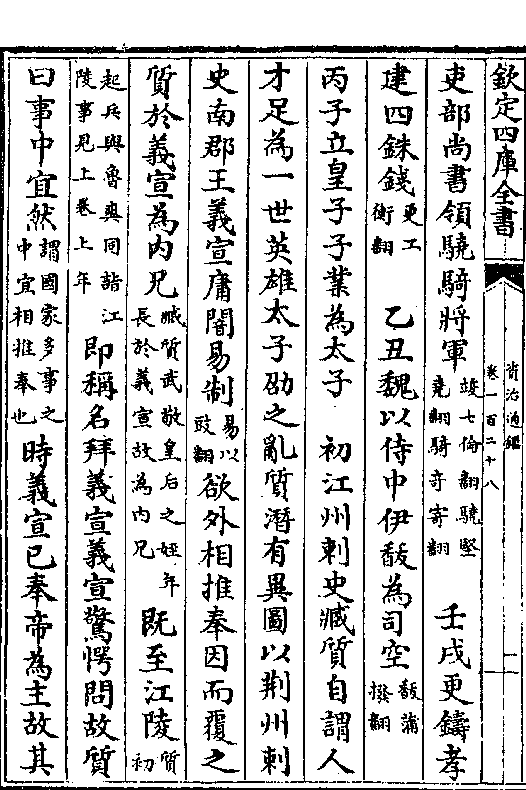 欽定四庫全書
資治通鑑
卷一百二十八
一
吏部尚書領驍騎將軍竣七倫翻驍堅堯翻騎奇寄翻 壬戌更鑄孝
建四銖錢更工衡翻 乙丑魏以侍中伊馛為司空馛蒲撥翻
丙子立皇子子業為太子 初江州刺史臧質自謂人
才足為一世英雄太子劭之亂質潛有異圖以荆州刺
史南郡王義宣庸闇易制易以豉翻欲外相推奉因而覆之
質於義宣為内兄臧質武敬皇后之姪年長於義宣故為内兄既至江陵質初
起兵與魯爽同詣江陵事見上卷上年即稱名拜義宣義宣驚愕問故質
曰事中宜然謂國家多事之中宜相推奉也時義宣已奉帝為主故其